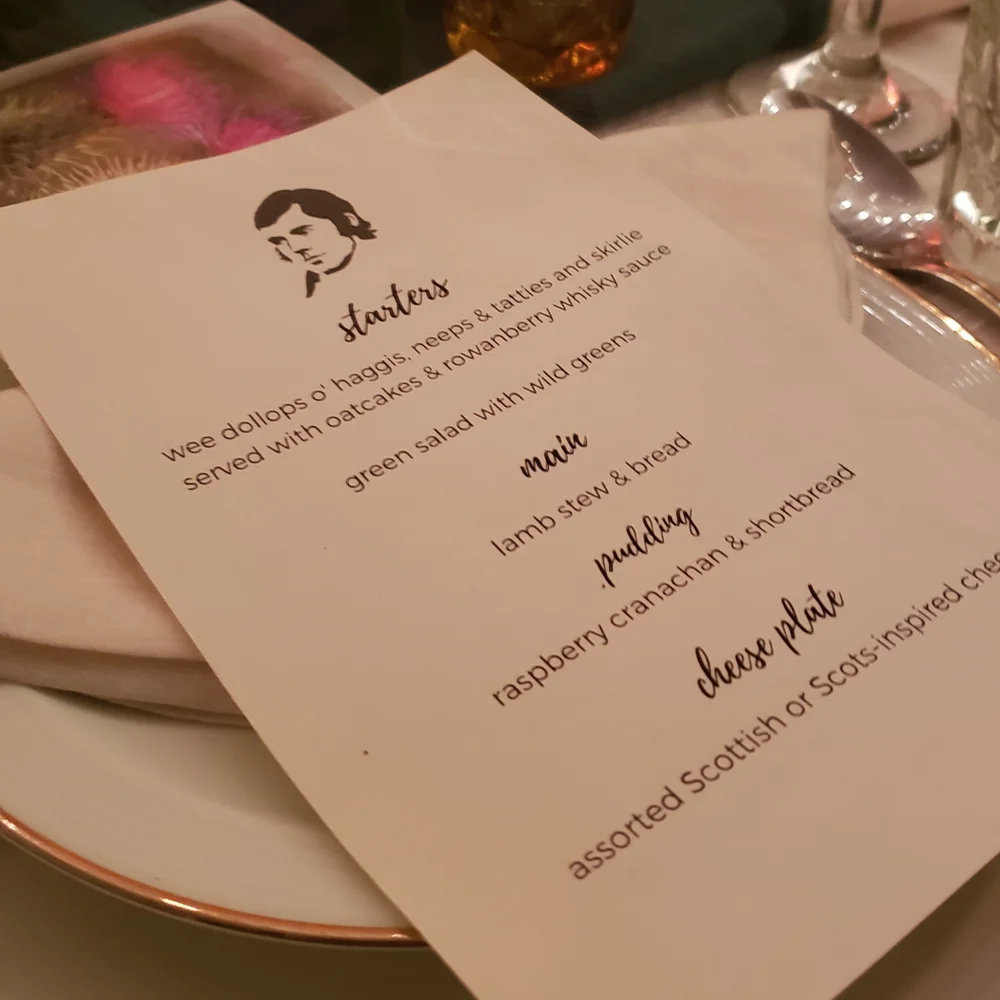 starters
wee dollops o' haggis, neeps & tatties and skirlie
served with oatcakes & rowanberry whisky sauce
green salad with wild greens
main
lamb stew & bread
pudding
raspberry cranachan & shortbread
cheese plate
assorted Scottish or Scots-inspired